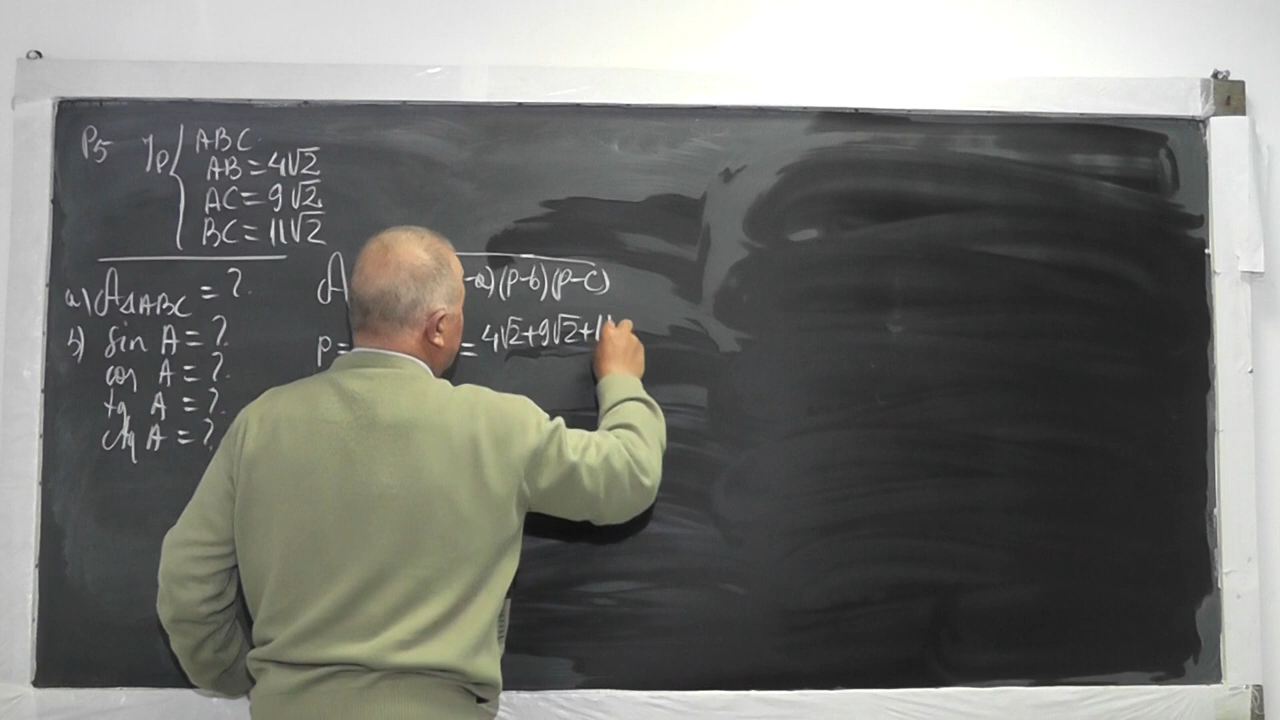 P5 Ip { ABC
AB = 4√2
AC = 9√2
BC = 11√2
a) A△ABC = ?
b) sin A = ?
cos A = ?
tg A = ?
ctg A = ?
A -a)(p-b)(p-c)
p= = 4√2+9√2+1